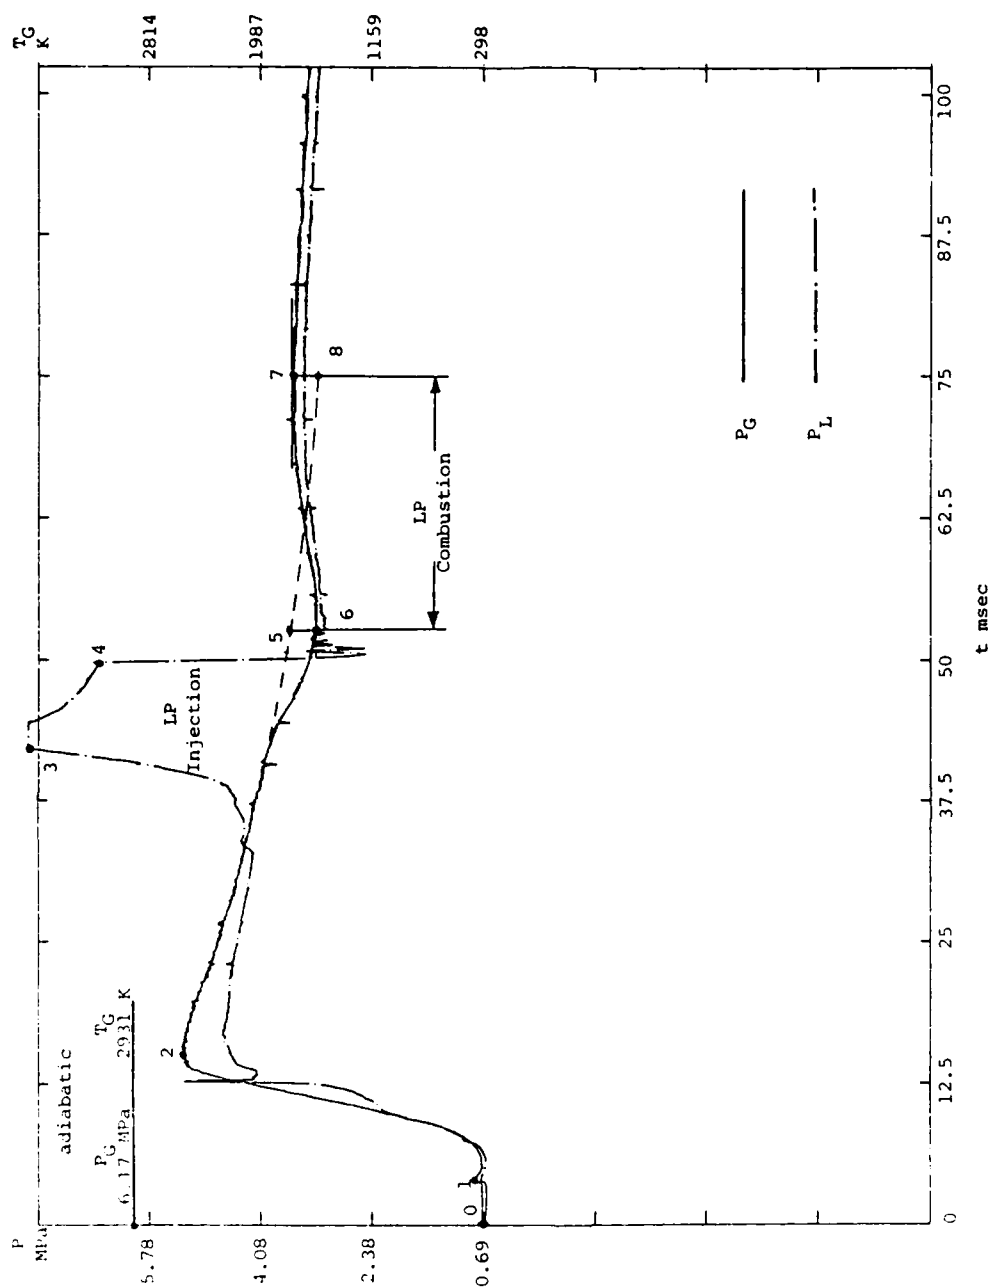 T_G
K
2814
1987
1159
298
P
MPa
5.78
4.08
2.38
0.69
adiabatic
P_G T_G
6.17 MPa 2931 K
0
1
2
3
4
5
6
7
8
LP
Injection
LP
Combustion
P_G
P_L
0
12.5
25
37.5
50
62.5
75
87.5
100
t msec